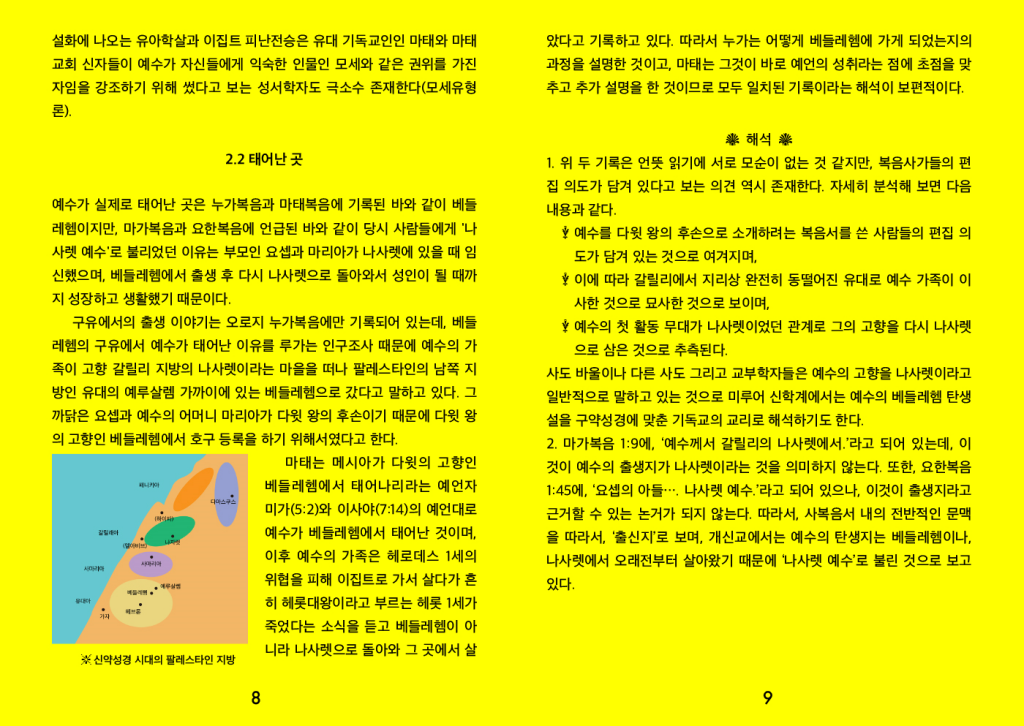 설화에 나오는 유아학살과 이집트 피난전승은 유대 기독교인인 마태와 마태
교회 신자들이 예수가 자신들에게 익숙한 인물인 모세와 같은 권위를 가진
자임을 강조하기 위해 썼다고 보는 성서학자도 극소수 존재한다(모세유형
론).
2.2 태어난 곳
예수가 실제로 태어난 곳은 누가복음과 마태복음에 기록된 바와 같이 베들
레헴이지만, 마가복음과 요한복음에 언급된 바와 같이 당시 사람들에게 '나
사렛 예수'로 불리었던 이유는 부모인 요셉과 마리아가 나사렛에 있을 때 임
신했으며, 베들레헴에서 출생 후 다시 나사렛으로 돌아와서 성인이 될 때까
지 성장하고 생활했기 때문이다.
구유에서의 출생 이야기는 오로지 누가복음에만 기록되어 있는데, 베들
레헴의 구유에서 예수가 태어난 이유를 루가는 인구조사 때문에 예수의 가
족이 고향 갈릴리 지방의 나사렛이라는 마을을 떠나 팔레스타인의 남쪽 지
방인 유대의 예루살렘 가까이에 있는 베들레헴으로 갔다고 말하고 있다. 그
까닭은 요셉과 예수의 어머니 마리아가 다윗 왕의 후손이기 때문에 다윗 왕
의 고향인 베들레헴에서 호구 등록을 하기 위해서였다고 한다.
마태는 메시아가 다윗의 고향인
베들레헴에서 태어나리라는 예언자
미가(5:2)와 이사야(7:14)의 예언대로
예수가 베들레헴에서 태어난 것이며,
이후 예수의 가족은 헤로데스 1세의
위협을 피해 이집트로 가서 살다가 흔
히 헤롯대왕이라고 부르는 헤롯 1세가
죽었다는 소식을 듣고 베들레헴이 아
니라 나사렛으로 돌아와 그 곳에서 살
페니키아
다마스쿠스
(하이파)
갈릴레아
(텔아비브)
나자렛
사마리아
사마리아
예루살렘
베들레헴
유대아
헤브론
가자
※ 신약성경 시대의 팔레스타인 지방
8
았다고 기록하고 있다. 따라서 누가는 어떻게 베들레헴에 가게 되었는지의
과정을 설명한 것이고, 마태는 그것이 바로 예언의 성취라는 점에 초점을 맞
추고 추가 설명을 한 것이므로 모두 일치된 기록이라는 해석이 보편적이다.
해석
1. 위 두 기록은 언뜻 읽기에 서로 모순이 없는 것 같지만, 복음사가들의 편
집 의도가 담겨 있다고 보는 의견 역시 존재한다. 자세히 분석해 보면 다음
내용과 같다.
예수를 다윗 왕의 후손으로 소개하려는 복음서를 쓴 사람들의 편집 의
도가 담겨 있는 것으로 여겨지며,
이에 따라 갈릴리에서 지리상 완전히 동떨어진 유대로 예수 가족이 이
사한 것으로 묘사한 것으로 보이며,
예수의 첫 활동 무대가 나사렛이었던 관계로 그의 고향을 다시 나사렛
으로 삼은 것으로 추측된다.
사도 바울이나 다른 사도 그리고 교부학자들은 예수의 고향을 나사렛이라고
일반적으로 말하고 있는 것으로 미루어 신학계에서는 예수의 베들레헴 탄생
설을 구약성경에 맞춘 기독교의 교리로 해석하기도 한다.
2. 마가복음 1:9에, ‘예수께서 갈릴리의 나사렛에서.’라고 되어 있는데, 이
것이 예수의 출생지가 나사렛이라는 것을 의미하지 않는다. 또한, 요한복음
1:45에, ‘요셉의 아들…. 나사렛 예수.’라고 되어 있으나, 이것이 출생지라고
근거할 수 있는 논거가 되지 않는다. 따라서, 사복음서 내의 전반적인 문맥
을 따라서, ‘출신지’로 보며, 개신교에서는 예수의 탄생지는 베들레헴이나,
나사렛에서 오래전부터 살아왔기 때문에 ‘나사렛 예수’로 불린 것으로 보고
있다.
9